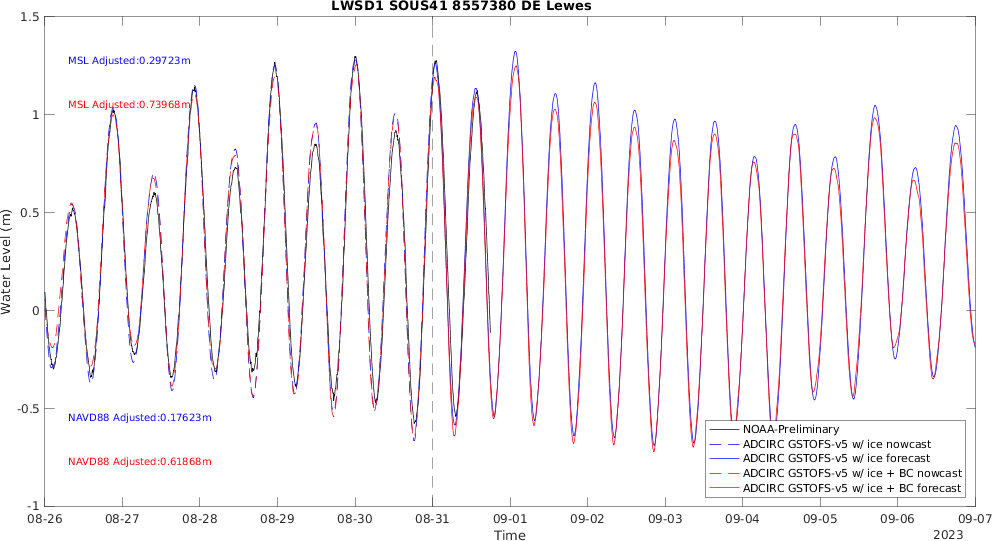 LWSD1 SOUS41 8557380 DE Lewes
1.5
1
0.5
0
-0.5
-1
Water Level (m)
MSL Adjusted:0.29723m
MSL Adjusted:0.73968m
NAVD88 Adjusted:0.17623m
NAVD88 Adjusted:0.61868m
NOAA-Preliminary
ADCIRC GSTOFS-v5 w/ ice nowcast
ADCIRC GSTOFS-v5 w/ ice forecast
ADCIRC GSTOFS-v5 w/ ice + BC nowcast
ADCIRC GSTOFS-v5 w/ ice + BC forecast
08-26 08-27 08-28 08-29 08-30 08-31 09-01 09-02 09-03 09-04 09-05 09-06 09-07
Time
2023